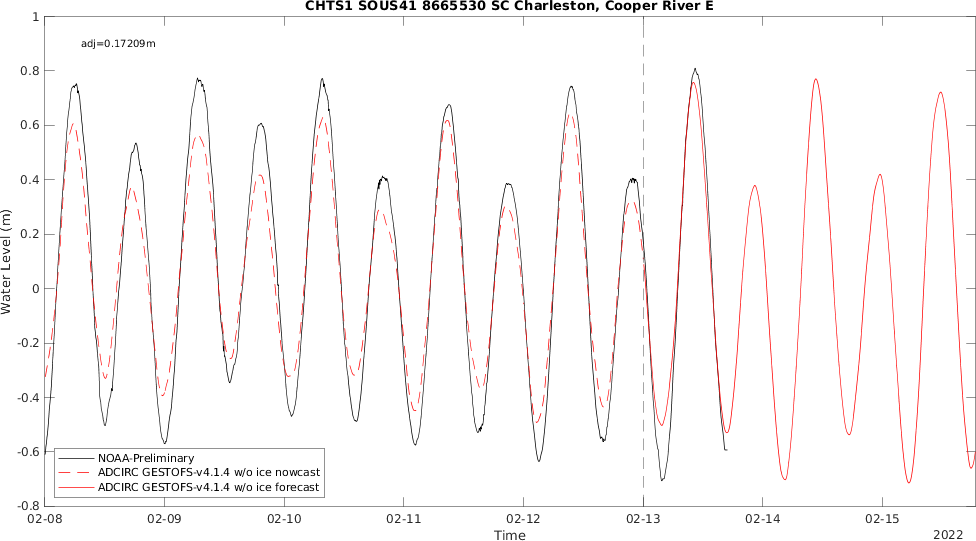 CHTS1 SOUS41 8665530 SC Charleston, Cooper River E
adj=0.17209m
1
0.8
0.6
0.4
0.2
0
-0.2
-0.4
-0.6
-0.8
Water Level (m)
NOAA-Preliminary
ADCIRC GESTOFS-v4.1.4 w/o ice nowcast
ADCIRC GESTOFS-v4.1.4 w/o ice forecast
02-08 02-09 02-10 02-11 02-12 02-13 02-14 02-15
Time
2022